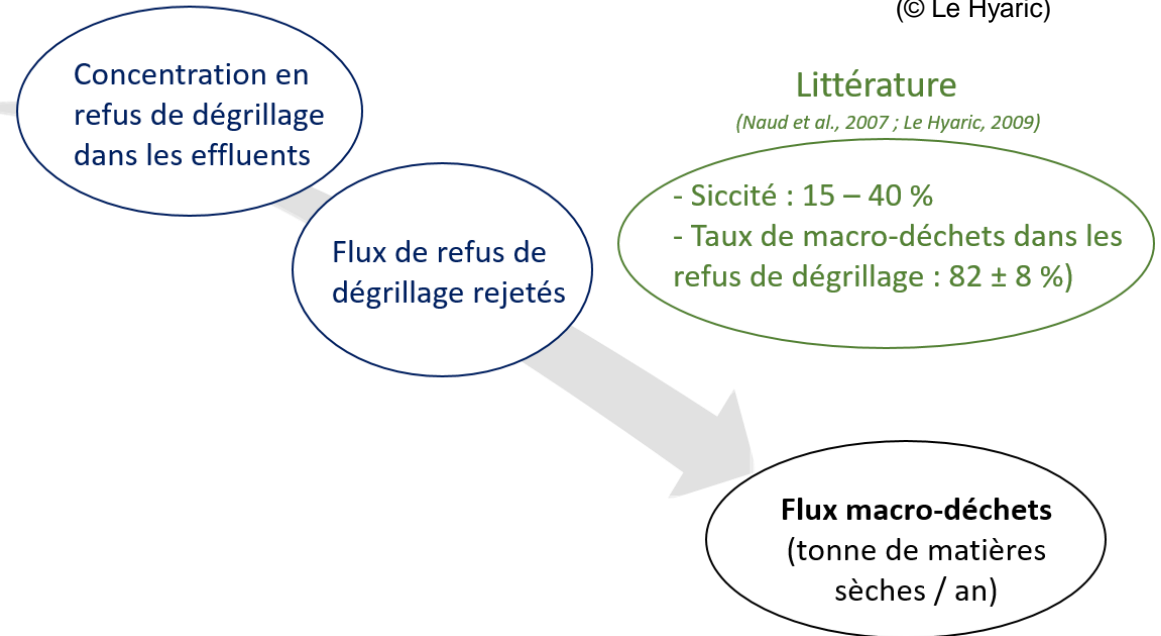 (© Le Hyaric)
Concentration en
refus de dégrillage
dans les effluents
Littérature
(Naud et al., 2007 ; Le Hyaric, 2009)
- Siccité : 15 – 40 %
- Taux de macro-déchets dans les
refus de dégrillage : 82 ± 8 %)
Flux de refus de
dégrillage rejetés
Flux macro-déchets
(tonne de matières
sèches / an)